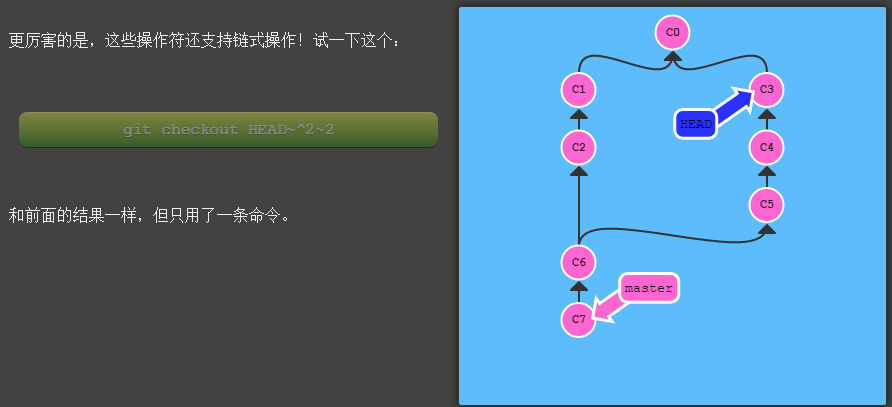 更厉害的是，这些操作符还支持链式操作！试一下这个：
git checkout HEAD~^2~2
和前面的结果一样，但只用了一条命令。
C0
C1
C3
HEAD
C2
C4
C5
C6
master
C7